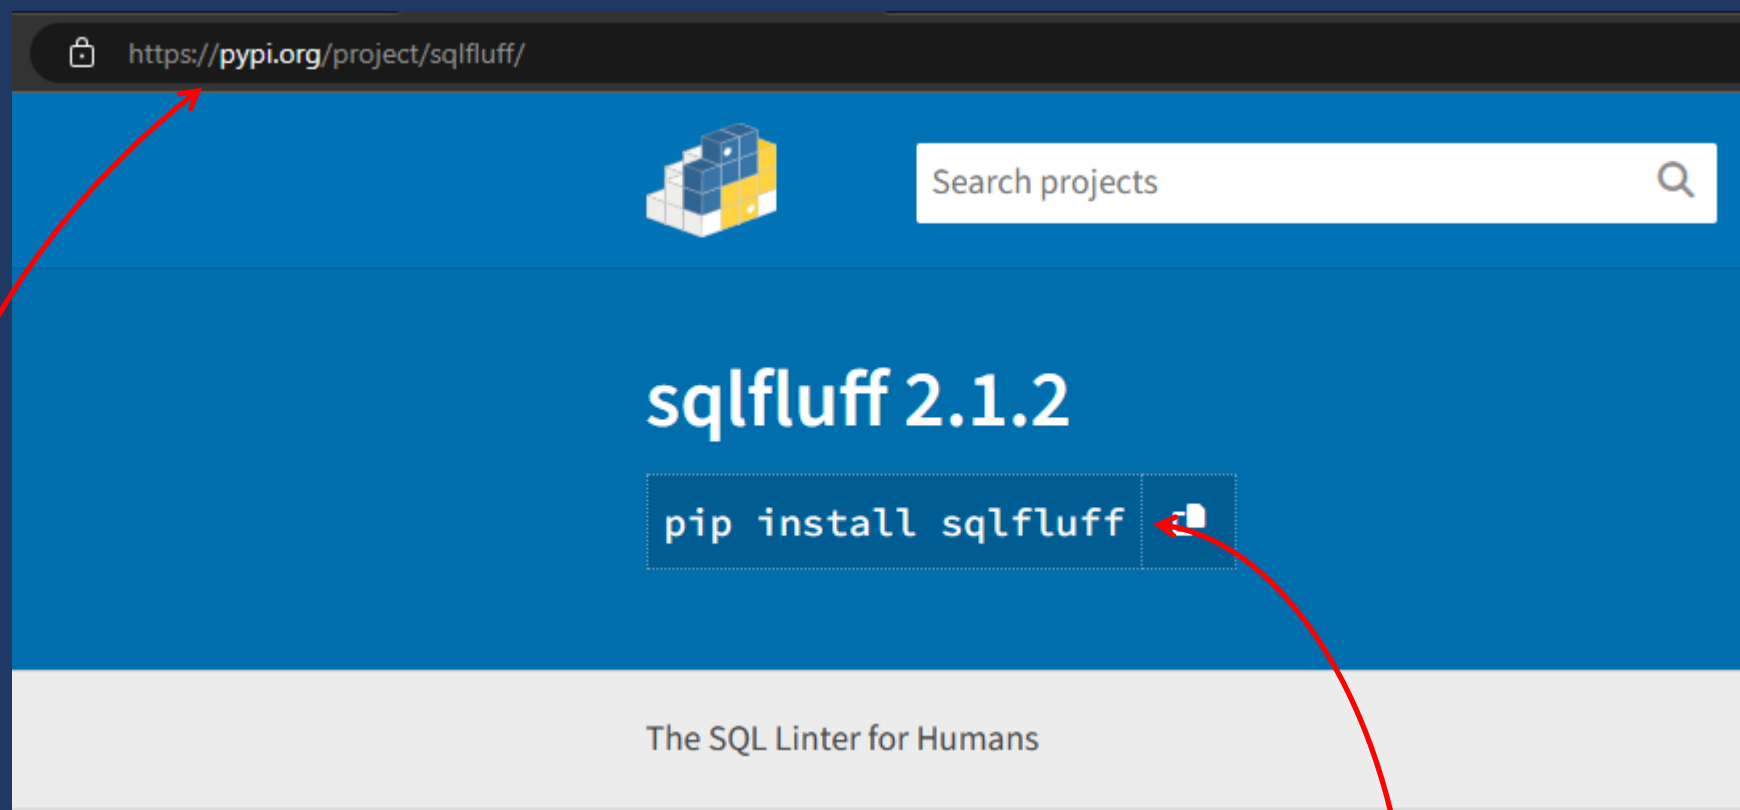 https://pypi.org/project/sqlfluff/
Search projects
sqlfluff 2.1.2
pip install sqlfluff
The SQL Linter for Humans